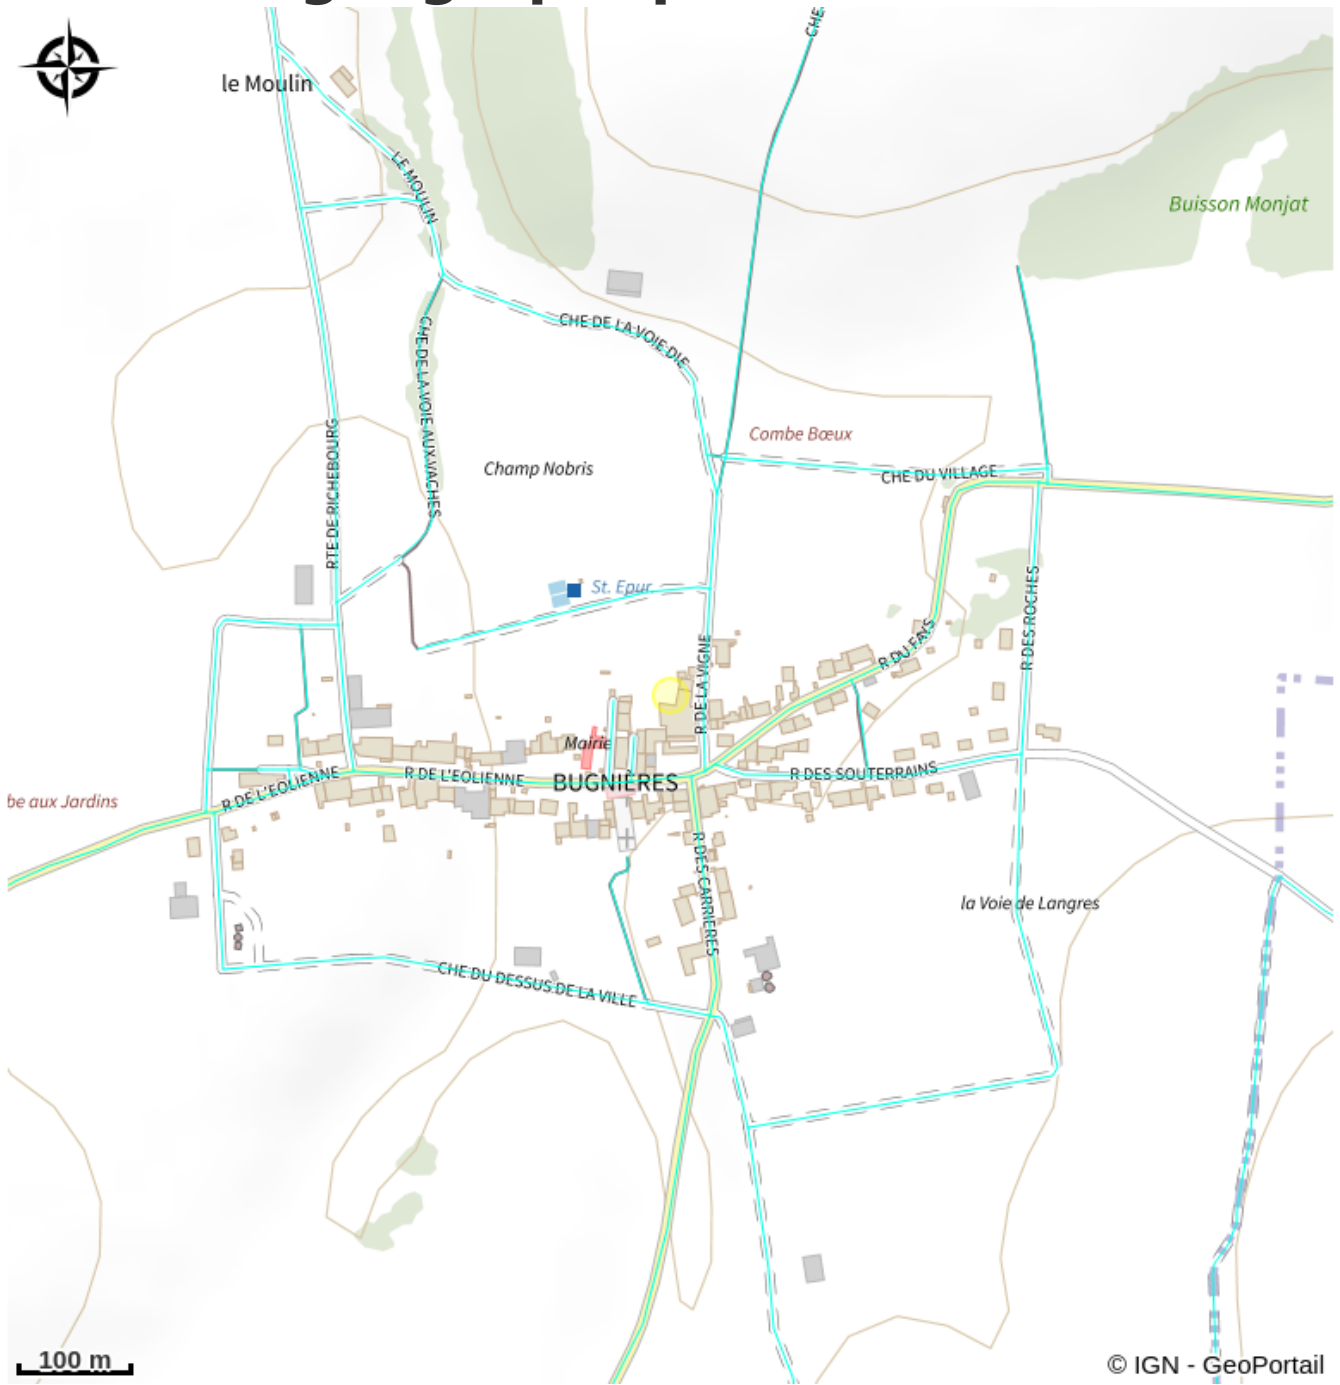 CHE
le Moulin
LE MOULIN
Buisson Monjat
CHE DE LA VOIE DIE
CHE DE LA VOIE AUX VACHES
RTE DE RICHEBOURG
Combe Bœux
Champ Nobris
CHE DU VILLAGE
St. Epur.
R DES ROCHES
R DU FAYS
R DE LA VIGNE
Mairie
R DE L'EOLIENNE
R DE L'EOLIENNE
BUGNIÈRES
R DES SOUTERRAINS
be aux Jardins
R DES CARRIERES
la Voie de Langres
CHE DU DESSUS DE LA VILLE
100 m
© IGN - GeoPortail